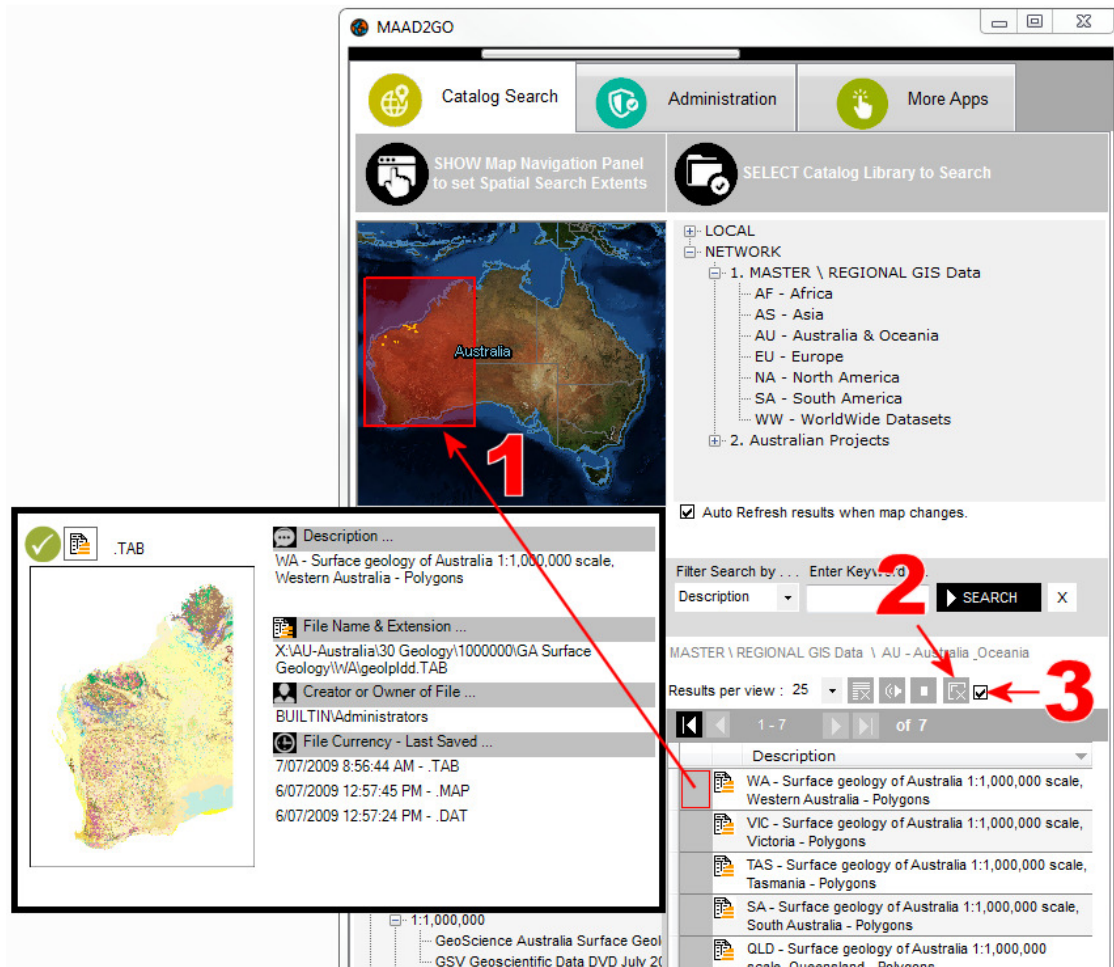 MAAD2GO
Catalog Search
Administration
More Apps
SHOW Map Navigation Panel
to set Spatial Search Extents
SELECT Catalog Library to Search
Australia
1
LOCAL
NETWORK
1. MASTER \ REGIONAL GIS Data
AF - Africa
AS - Asia
AU - Australia & Oceania
EU - Europe
NA - North America
SA - South America
WW - WorldWide Datasets
2. Australian Projects
Auto Refresh results when map changes.
Filter Search by . . .
Description
SEARCH
X
2
MASTER \ REGIONAL GIS Data \ AU - Australia _Oceania
Results per view : 25
3
1 - 7
of 7
Description
WA - Surface geology of Australia 1:1,000,000 scale,
Western Australia - Polygons
VIC - Surface geology of Australia 1:1,000,000 scale,
Victoria - Polygons
TAS - Surface geology of Australia 1:1,000,000 scale,
Tasmania - Polygons
SA - Surface geology of Australia 1:1,000,000 scale,
South Australia - Polygons
QLD - Surface geology of Australia 1:1,000,000
scale, Queensland - Polygons
.TAB
Description ...
WA - Surface geology of Australia 1:1,000,000 scale,
Western Australia - Polygons
File Name & Extension ...
X:\AU-Australia\30 Geology\1000000\GA Surface
Geology\WA\geolpldd.TAB
Creator or Owner of File ...
BUILTIN\Administrators
File Currency - Last Saved ...
7/07/2009 8:56:44 AM - .TAB
6/07/2009 12:57:45 PM - .MAP
6/07/2009 12:57:24 PM - .DAT
1:1,000,000
GeoScience Australia Surface Geol
GSV Geoscientific Data DVD July 20
Enter Keyword